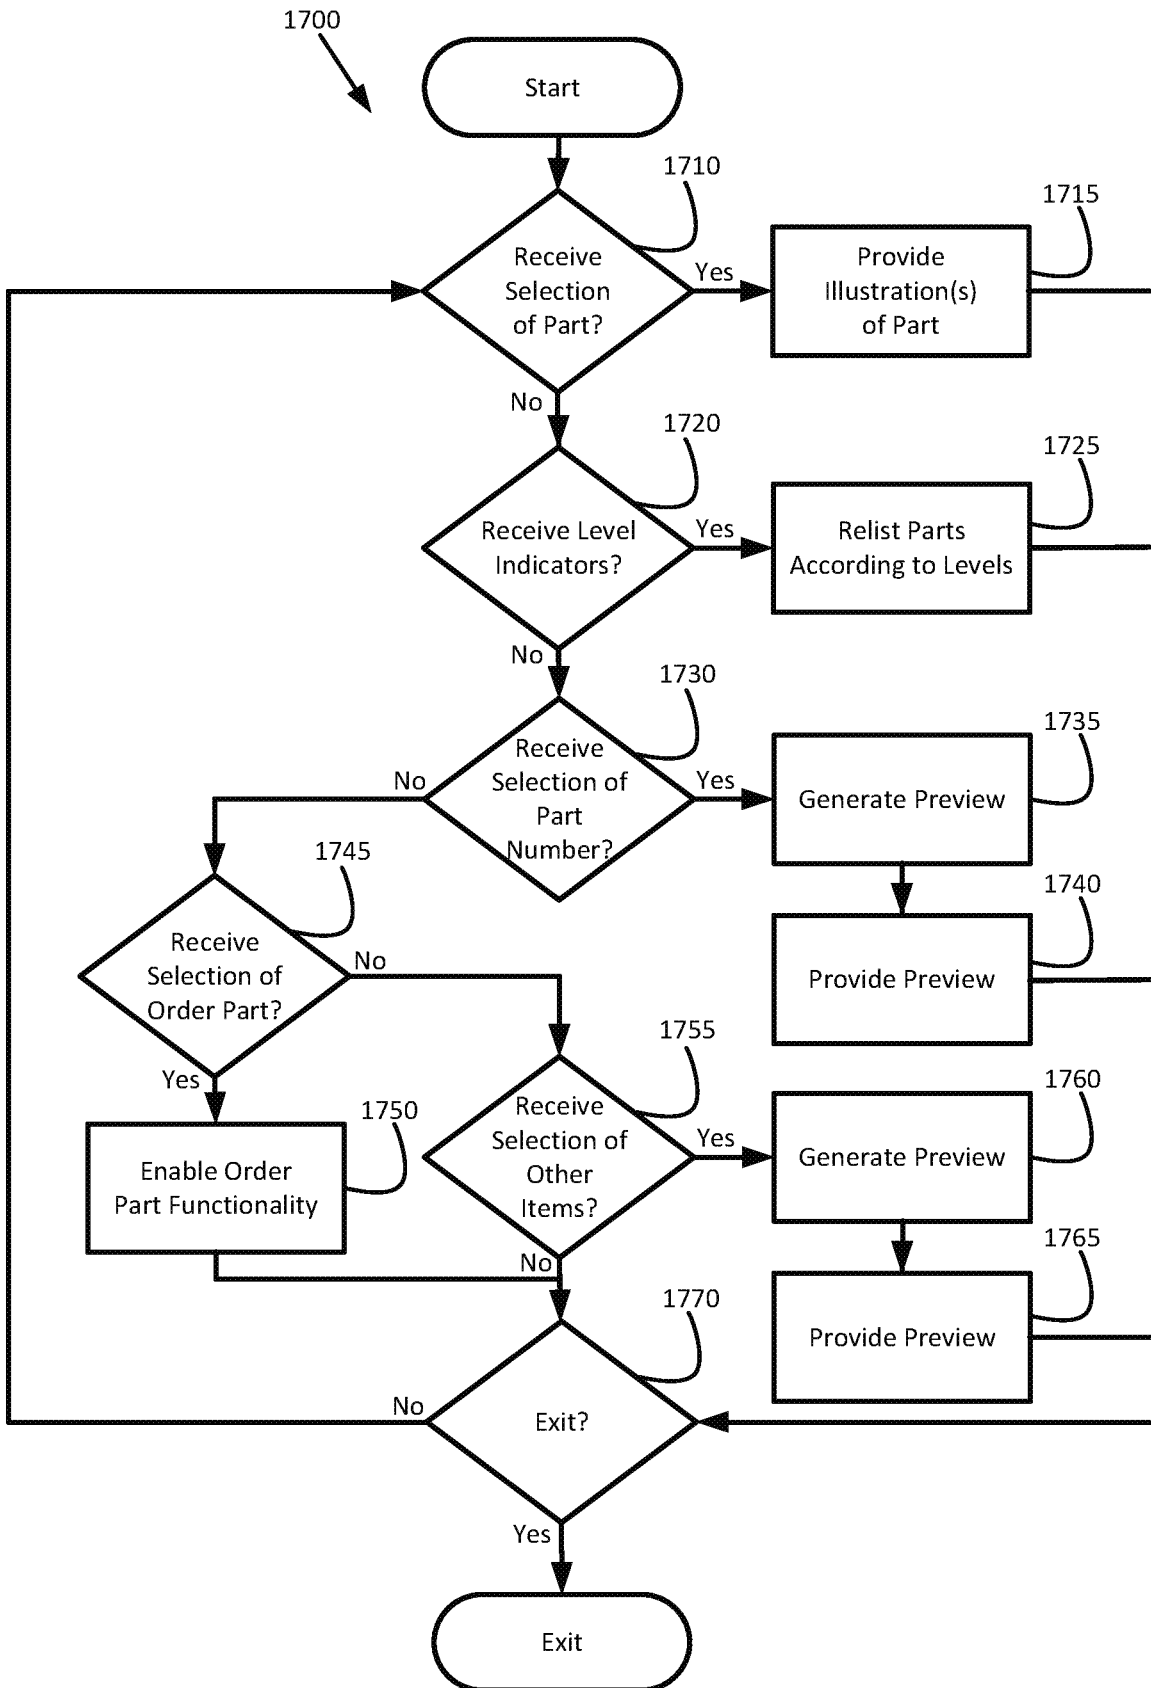 1700
Start
1710
Receive
Selection
of Part?
Yes
1715
Provide
Illustration(s)
of Part
No
1720
Receive Level
Indicators?
Yes
1725
Relist Parts
According to Levels
No
1730
Receive
Selection of
Part
Number?
Yes
1735
Generate Preview
No
1740
Provide Preview
1745
Receive
Selection of
Order Part?
No
Yes
1750
Enable Order
Part Functionality
1755
Receive
Selection of
Other
Items?
Yes
1760
Generate Preview
No
1765
Provide Preview
1770
Exit?
No
Yes
Exit